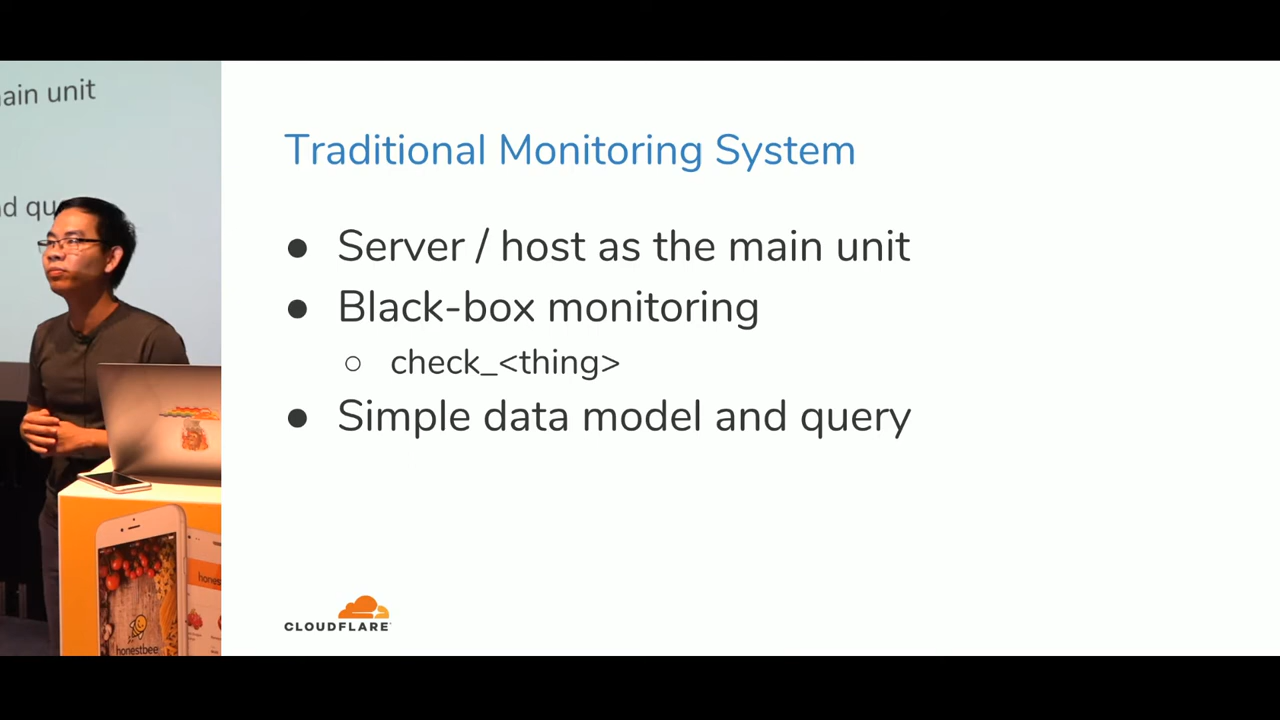 ain unit
Traditional Monitoring System
● Server / host as the main unit
● Black-box monitoring
○ check_<thing>
● Simple data model and query
CLOUDFLARE
honestbee